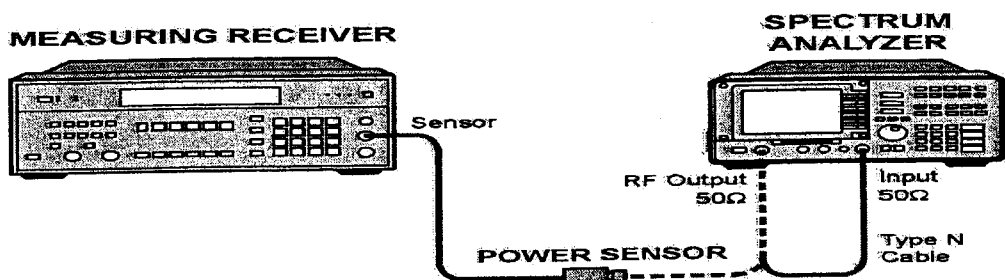 MEASURING RECEIVER
SPECTRUM
ANALYZER
Sensor
RF Output
50Ω
Input
50Ω
Type N
Cable
POWER SENSOR